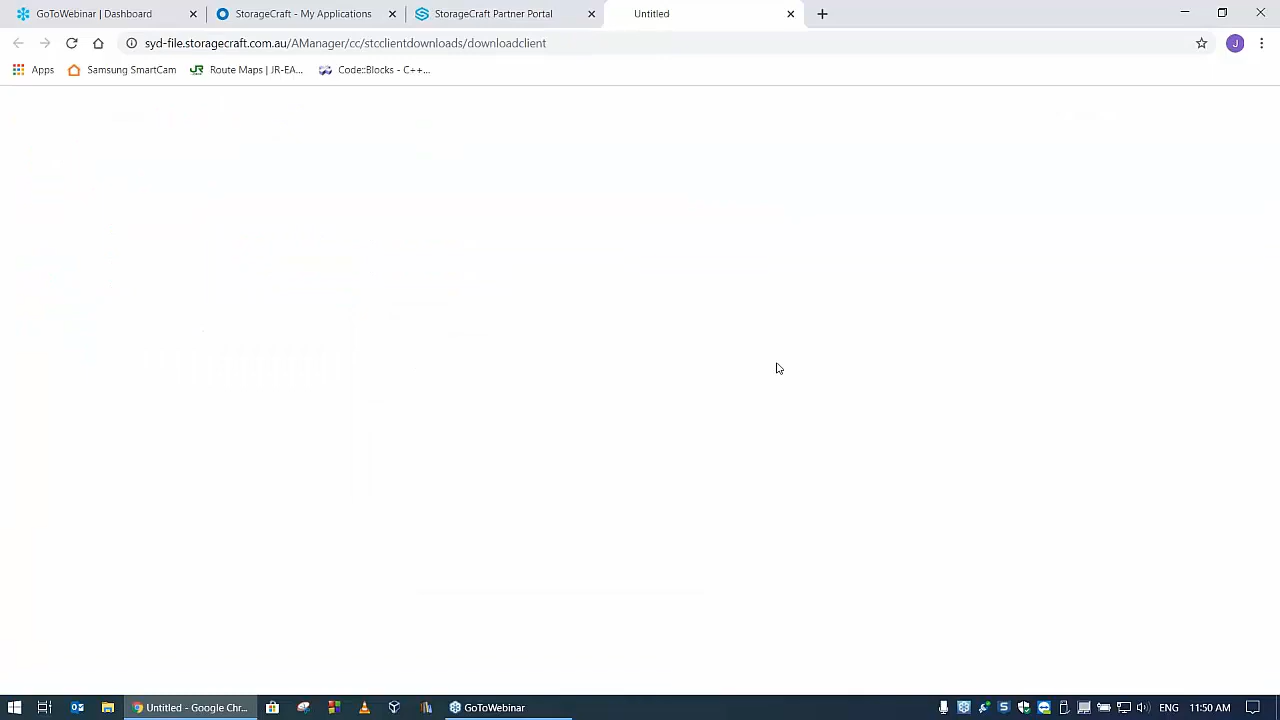 GoToWebinar | Dashboard
StorageCraft - My Applications
StorageCraft Partner Portal
Untitled
syd-file.storagecraft.com.au/AManager/cc/stcclientdownloads/downloadclient
J
Apps
Samsung SmartCam
Route Maps | JR-EA...
Code::Blocks - C++...
Untitled - Google Chr...
GoToWebinar
ENG
11:50 AM